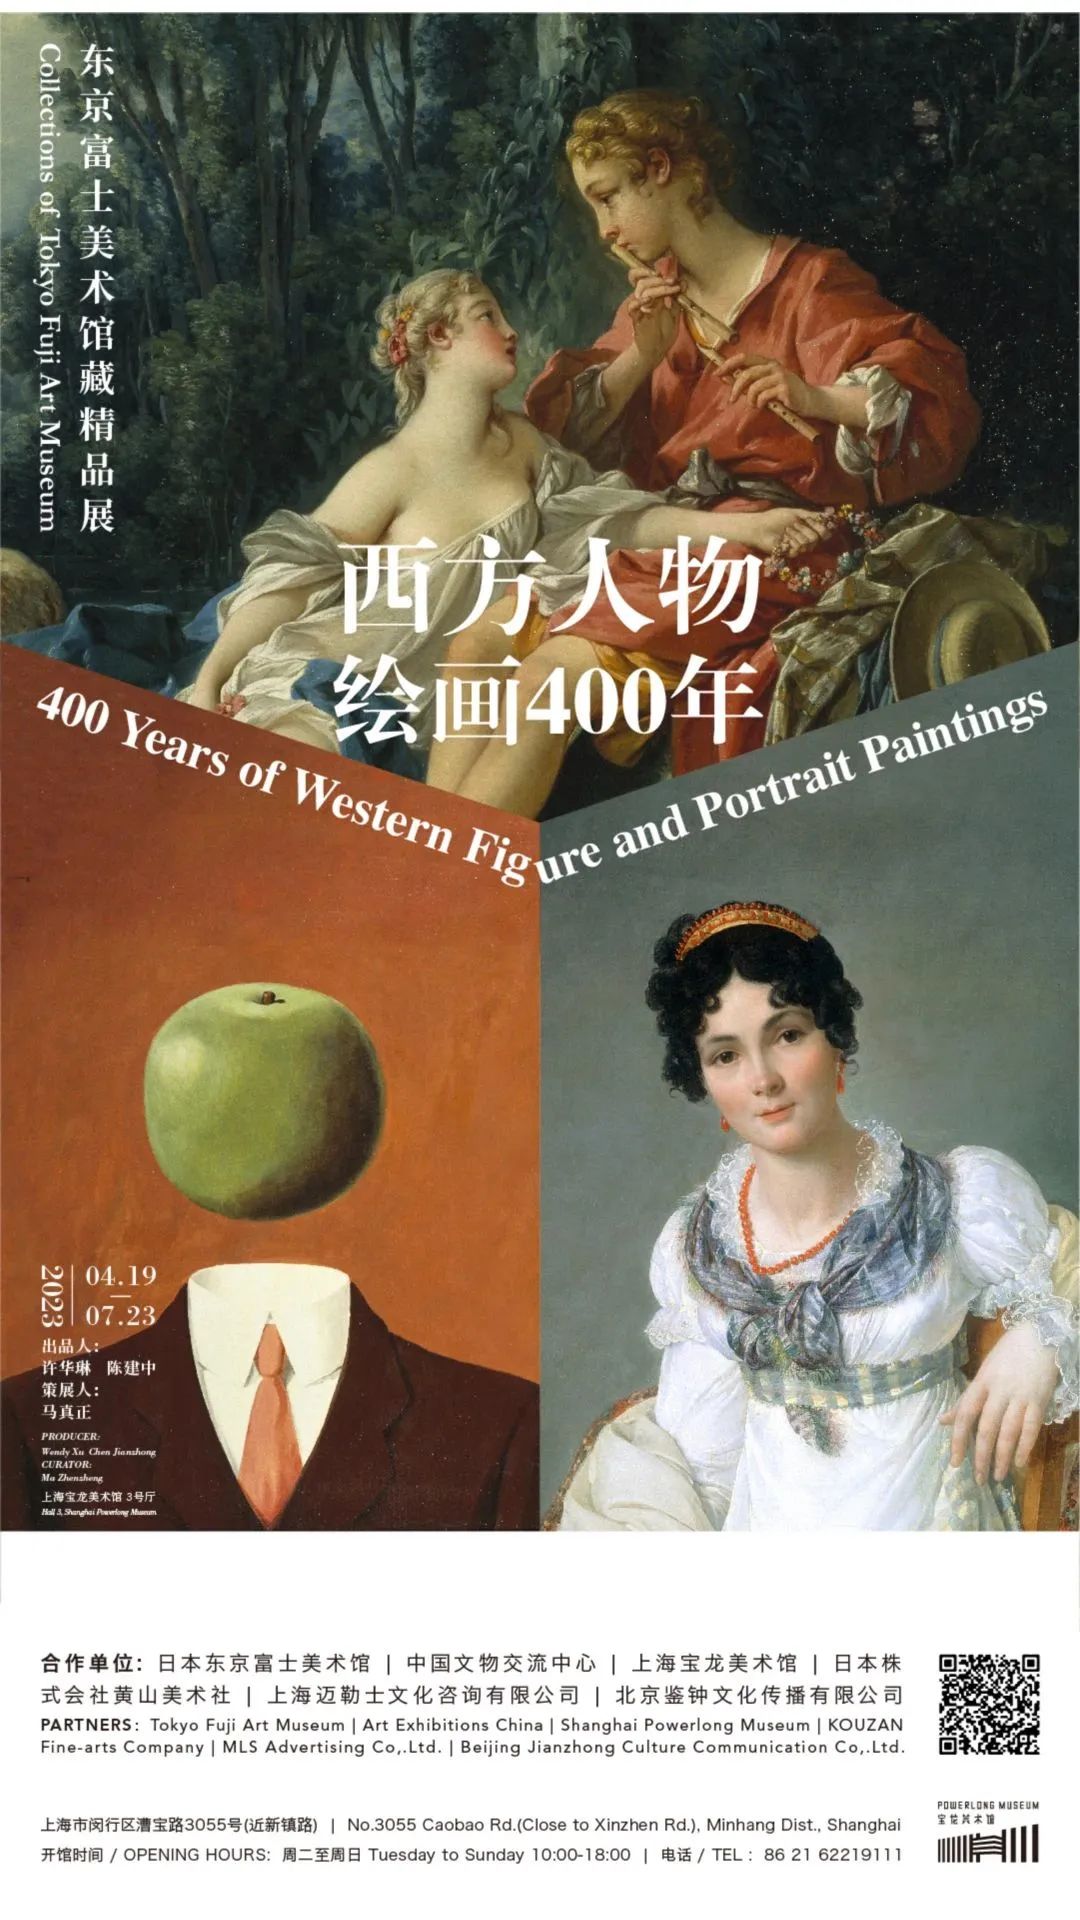 东京富士美术馆藏精品展
Collections of Tokyo Fuji Art Museum
西方人物
绘画400年
400 Years of Western Figure and Portrait Paintings
2023
04.19
07.23
出品人：
许华琳 陈建中
策展人：
马真正
PRODUCER:
Wendy Xu Chen Jianzhong
CURATOR:
Ma Zhenzheng
上海宝龙美术馆 3号厅
Hall 3, Shanghai Powerlong Museum
合作单位：日本东京富士美术馆 | 中国文物交流中心 | 上海宝龙美术馆 | 日本株
式会社黄山美术社 | 上海迈勒士文化咨询有限公司 | 北京鉴钟文化传播有限公司
PARTNERS: Tokyo Fuji Art Museum | Art Exhibitions China | Shanghai Powerlong Museum | KOUZAN
Fine-arts Company | MLS Advertising Co,.Ltd. | Beijing Jianzhong Culture Communication Co,.Ltd.
POWERLONG MUSEUM
宝龙美术馆
上海市闵行区漕宝路3055号(近新镇路) | No.3055 Caobao Rd.(Close to Xinzhen Rd.), Minhang Dist., Shanghai
开馆时间 / OPENING HOURS: 周二至周日 Tuesday to Sunday 10:00-18:00 | 电话 / TEL : 86 21 62219111